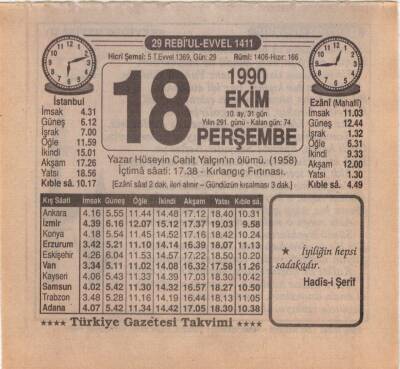 29 REBİ'UL-EVVEL 1411
Hicrî Şemsî: 5 T.Evvel 1369, Gün: 29 - Rûmî: 1406-Hızır: 166
18
1990
EKİM
10. ay, 31 gün
Yılın 291. günü - Kalan gün: 74
PERŞEMBE
İstanbul
İmsak 4.31
Güneş 6.12
İşrak 7.00
Öğle 11.59
İkindi 15.01
Akşam 17.26
Yatsı 18.56
Kıble sâ. 10.17
Ezânî (Mahallî)
İmsak 11.03
Güneş 12.44
İşrak 1.32
Öğle 6.31
İkindi 9.33
Akşam 12.00
Yatsı 1.30
Kıble sâ. 4.49
Yazar Hüseyin Cahit Yalçın'ın ölümü. (1958)
İçtimâ sâati: 17.38 - Kırlangıç Fırtınası.
[Ezânî sâat 2 dak. ileri alınır – Gündüzün kısalması 3 dak.]
Kış Sâati İmsak Güneş Öğle İkindi Akşam Yatsı Kıble sâ.
Ankara 4.16 5.55 11.44 14.48 17.12 18.40 10.31
İzmir 4.39 6.16 12.07 15.12 17.37 19.03 9.58
Konya 4.18 5.54 11.45 14.52 17.16 18.42 10.24
Erzurum 3.42 5.21 11.10 14.14 16.39 18.07 11.13
Eskişehir 4.26 6.04 11.53 14.57 17.22 18.50 10.20
Van 3.34 5.11 11.02 14.08 16.32 17.58 11.26
Kayseri 4.06 5.43 11.33 14.39 17.03 18.30 10.42
Samsun 4.02 5.42 11.30 14.32 16.57 18.27 10.50
Trabzon 3.48 5.28 11.16 14.19 16.44 18.13 11.05
Adana 4.07 5.42 11.34 14.42 17.05 18.30 10.38
★ İyiliğin hepsi
sadakadır.
Hadîs-i Şerîf
★★★★ Türkiye Gazetesi Takvimi ★★★★